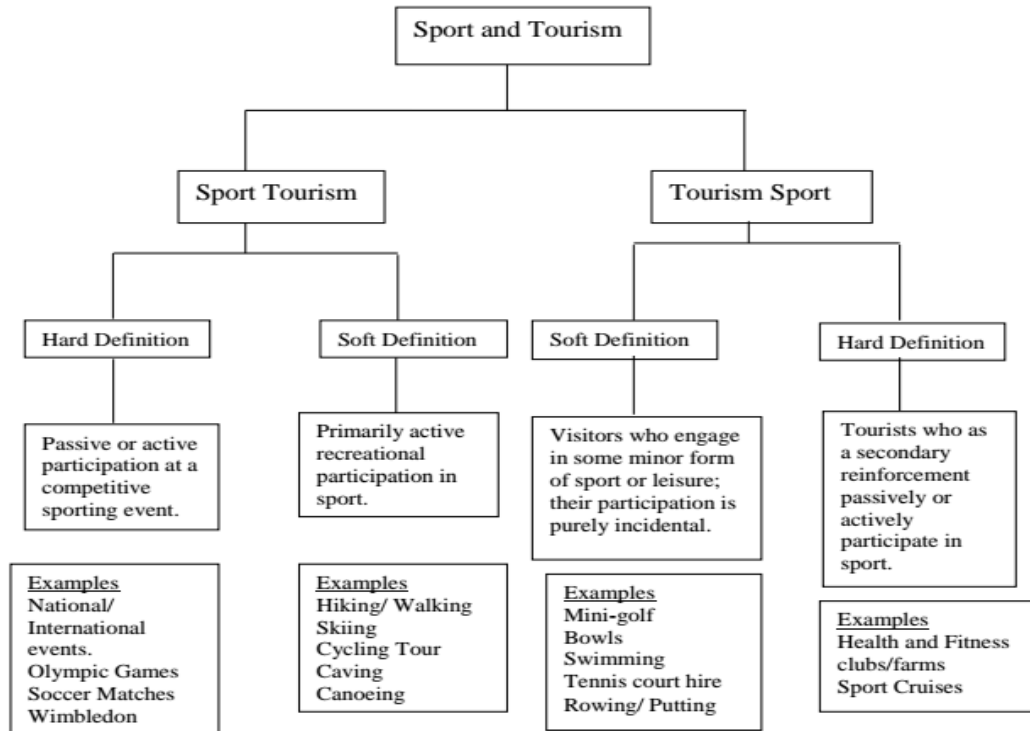 Sport and Tourism
Sport Tourism
Tourism Sport
Hard Definition
Soft Definition
Soft Definition
Hard Definition
Passive or active
participation at a
competitive
sporting event.
Primarily active
recreational
participation in
sport.
Visitors who engage
in some minor form
of sport or leisure;
their participation is
purely incidental.
Tourists who as
a secondary
reinforcement
passively or
actively
participate in
sport.
Examples
National/
International
events.
Olympic Games
Soccer Matches
Wimbledon
Examples
Hiking/ Walking
Skiing
Cycling Tour
Caving
Canoeing
Examples
Mini-golf
Bowls
Swimming
Tennis court hire
Rowing/ Putting
Examples
Health and Fitness
clubs/farms
Sport Cruises